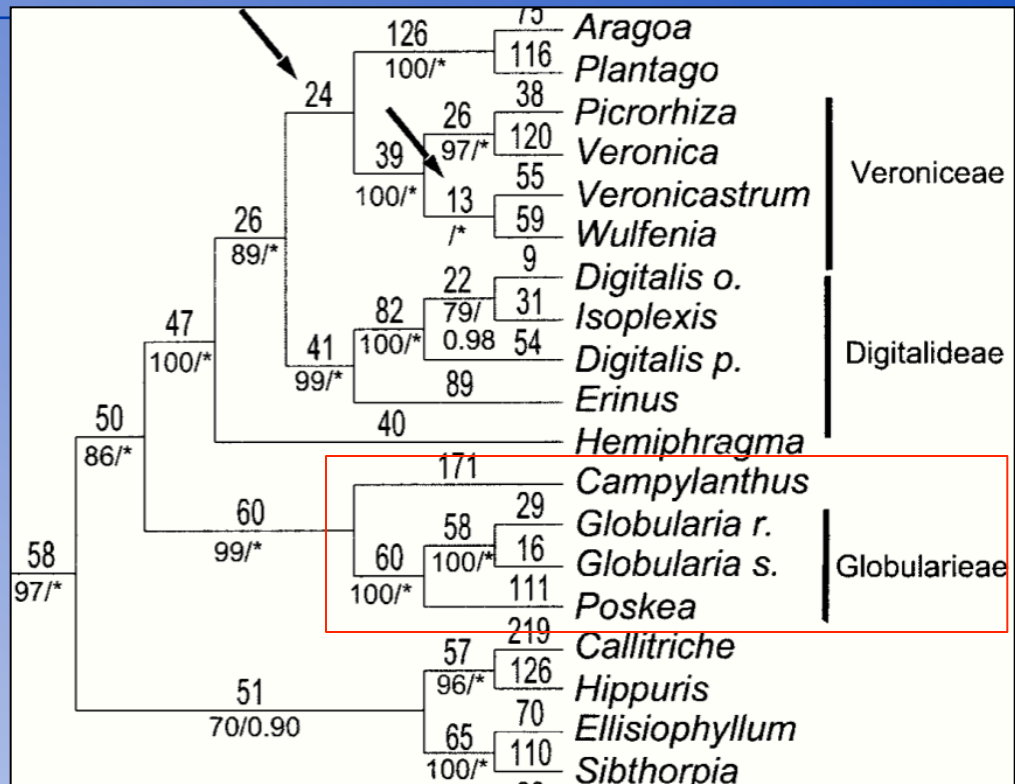 75
Aragoa
126
100/*
116
Plantago
24
38
Picrorhiza
26
97/*
120
Veronica
39
100/*
55
Veronicastrum
13
/*
59
Wulfenia
Veroniceae
26
89/*
9
Digitalis o.
22
79/
0.98
31
Isoplexis
82
100/*
54
Digitalis p.
41
99/*
89
Erinus
47
100/*
40
Hemiphragma
Digitalideae
50
86/*
171
Campylanthus
60
99/*
29
Globularia r.
58
100/*
16
Globularia s.
60
100/*
111
Poskea
Globularieae
58
97/*
219
Callitriche
57
96/*
126
Hippuris
51
70/0.90
70
Ellisiophyllum
65
100/*
110
Sibthorpia